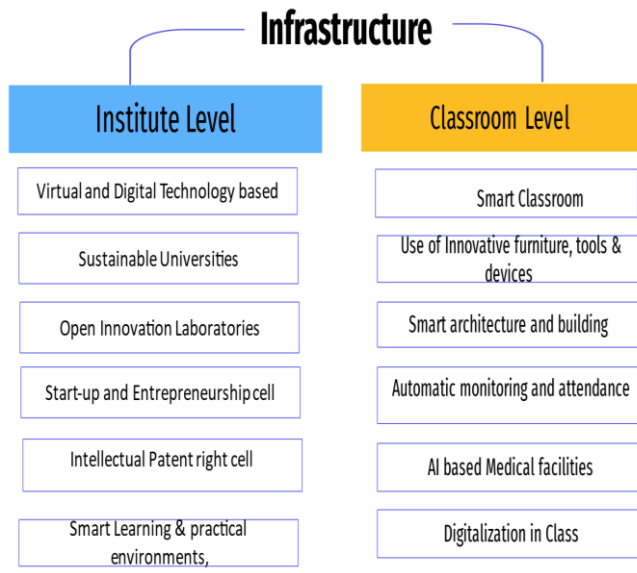 Infrastructure
Institute Level
Virtual and Digital Technology based
Sustainable Universities
Open Innovation Laboratories
Start-up and Entrepreneurship cell
Intellectual Patent right cell
Smart Learning & practical
environments,
Classroom Level
Smart Classroom
Use of Innovative furniture, tools &
devices
Smart architecture and building
Automatic monitoring and attendance
AI based Medical facilities
Digitalization in Class